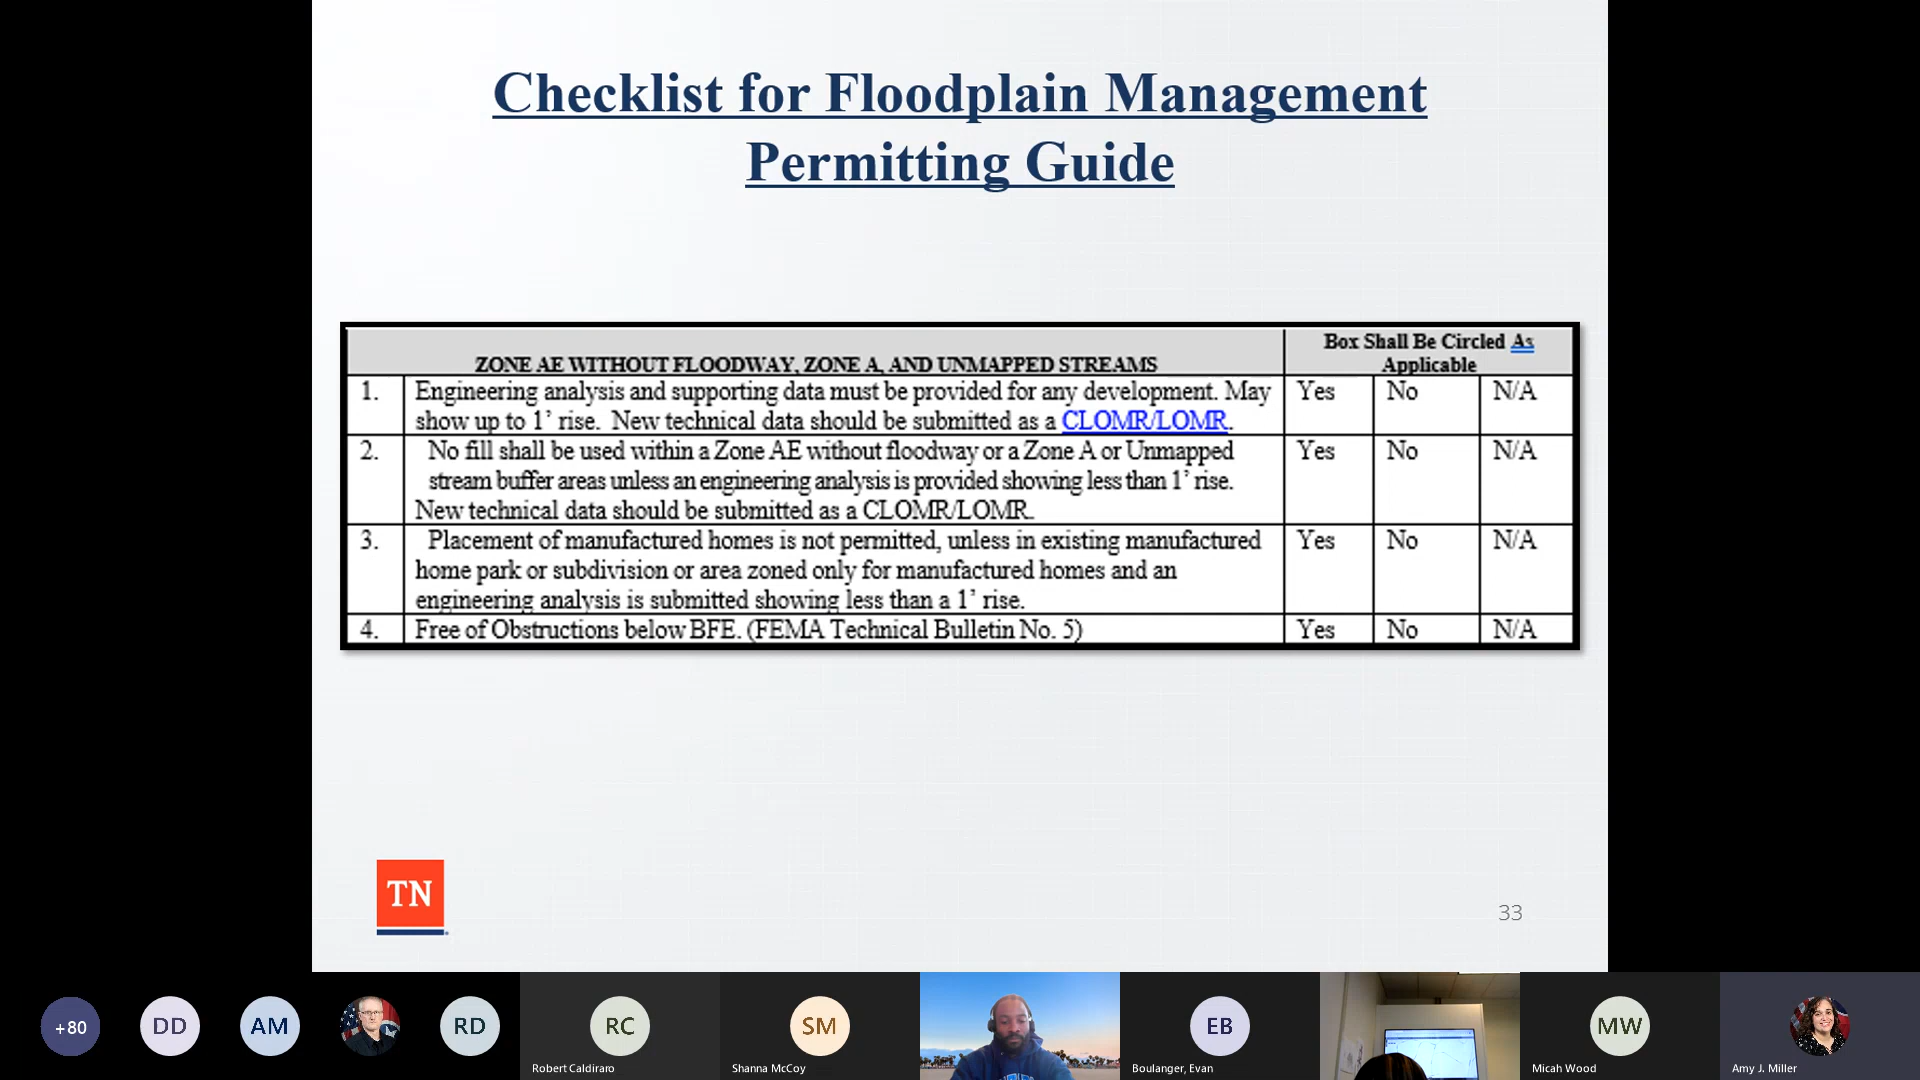 Checklist for Floodplain Management
Permitting Guide
ZONE AE WITHOUT FLOODWAY, ZONE A, AND UNMAPPED STREAMS
Box Shall Be Circled As
Applicable
1. Engineering analysis and supporting data must be provided for any development. May Yes No N/A
show up to 1’ rise. New technical data should be submitted as a CLOMR/LOMR.
2. No fill shall be used within a Zone AE without floodway or a Zone A or Unmapped Yes No N/A
stream buffer areas unless an engineering analysis is provided showing less than 1’ rise.
New technical data should be submitted as a CLOMR/LOMR.
3. Placement of manufactured homes is not permitted, unless in existing manufactured Yes No N/A
home park or subdivision or area zoned only for manufactured homes and an
engineering analysis is submitted showing less than a 1’ rise.
4. Free of Obstructions below BFE. (FEMA Technical Bulletin No. 5) Yes No N/A
TN
33
+80 DD AM RD RC SM EB MW
Robert Caldiraro Shanna McCoy Boulanger, Evan Micah Wood Amy J. Miller